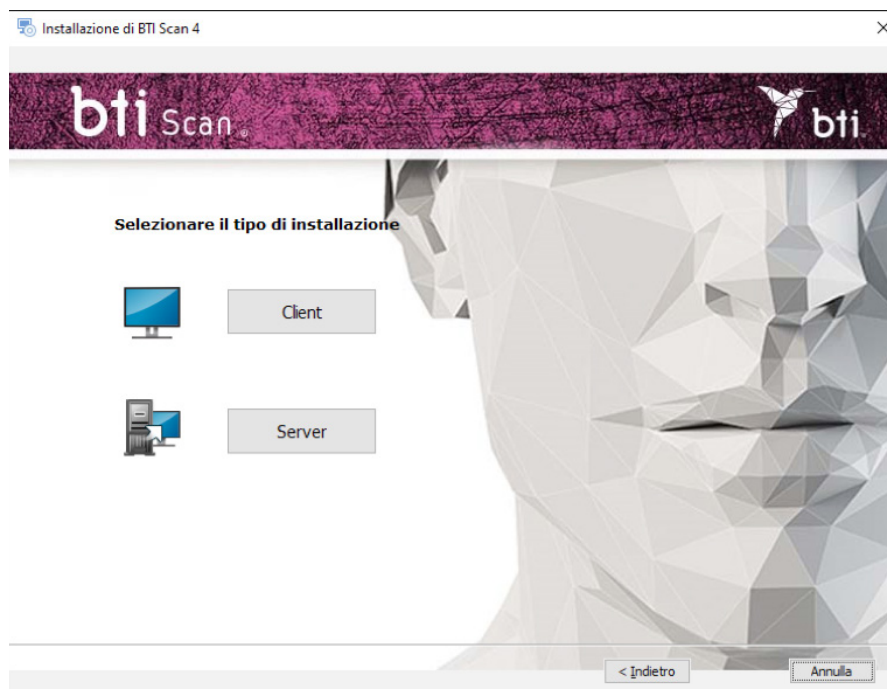 Installazione di BTI Scan 4
bti Scan ®
bti
Selezionare il tipo di installazione
Client
Server
< Indietro
Annulla